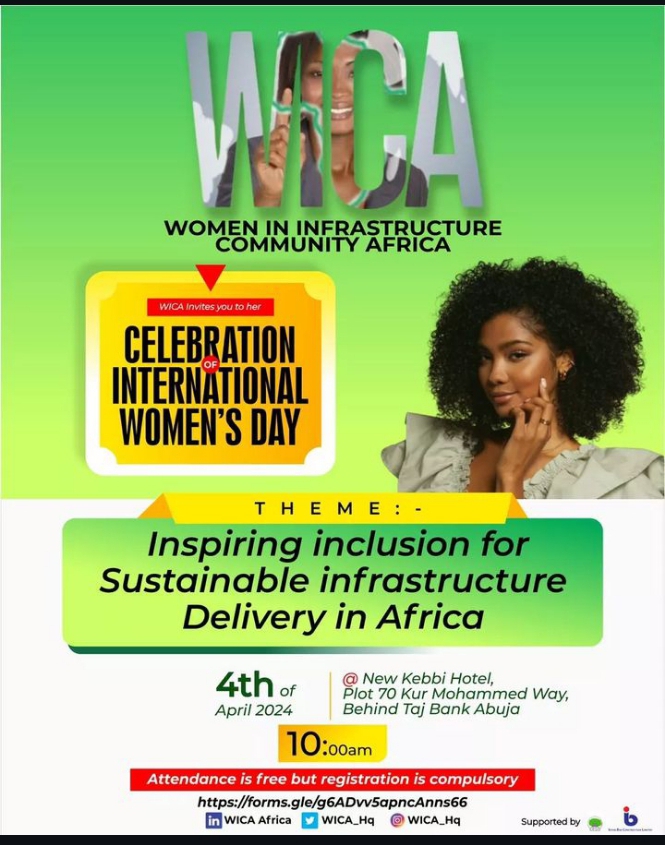 WICA
WOMEN IN INFRASTRUCTURE
COMMUNITY AFRICA
WICA Invites you to her
CELEBRATION
OF
INTERNATIONAL
WOMEN'S DAY
THEME:-
Inspiring inclusion for
Sustainable infrastructure
Delivery in Africa
4th of
April 2024
@ New Kebbi Hotel,
Plot 70 Kur Mohammed Way,
Behind Taj Bank Abuja
10:00am
Attendance is free but registration is compulsory
https://forms.gle/g6ADvv5apncAnns66
WICA Africa WICA_Hq WICA_Hq
Supported by